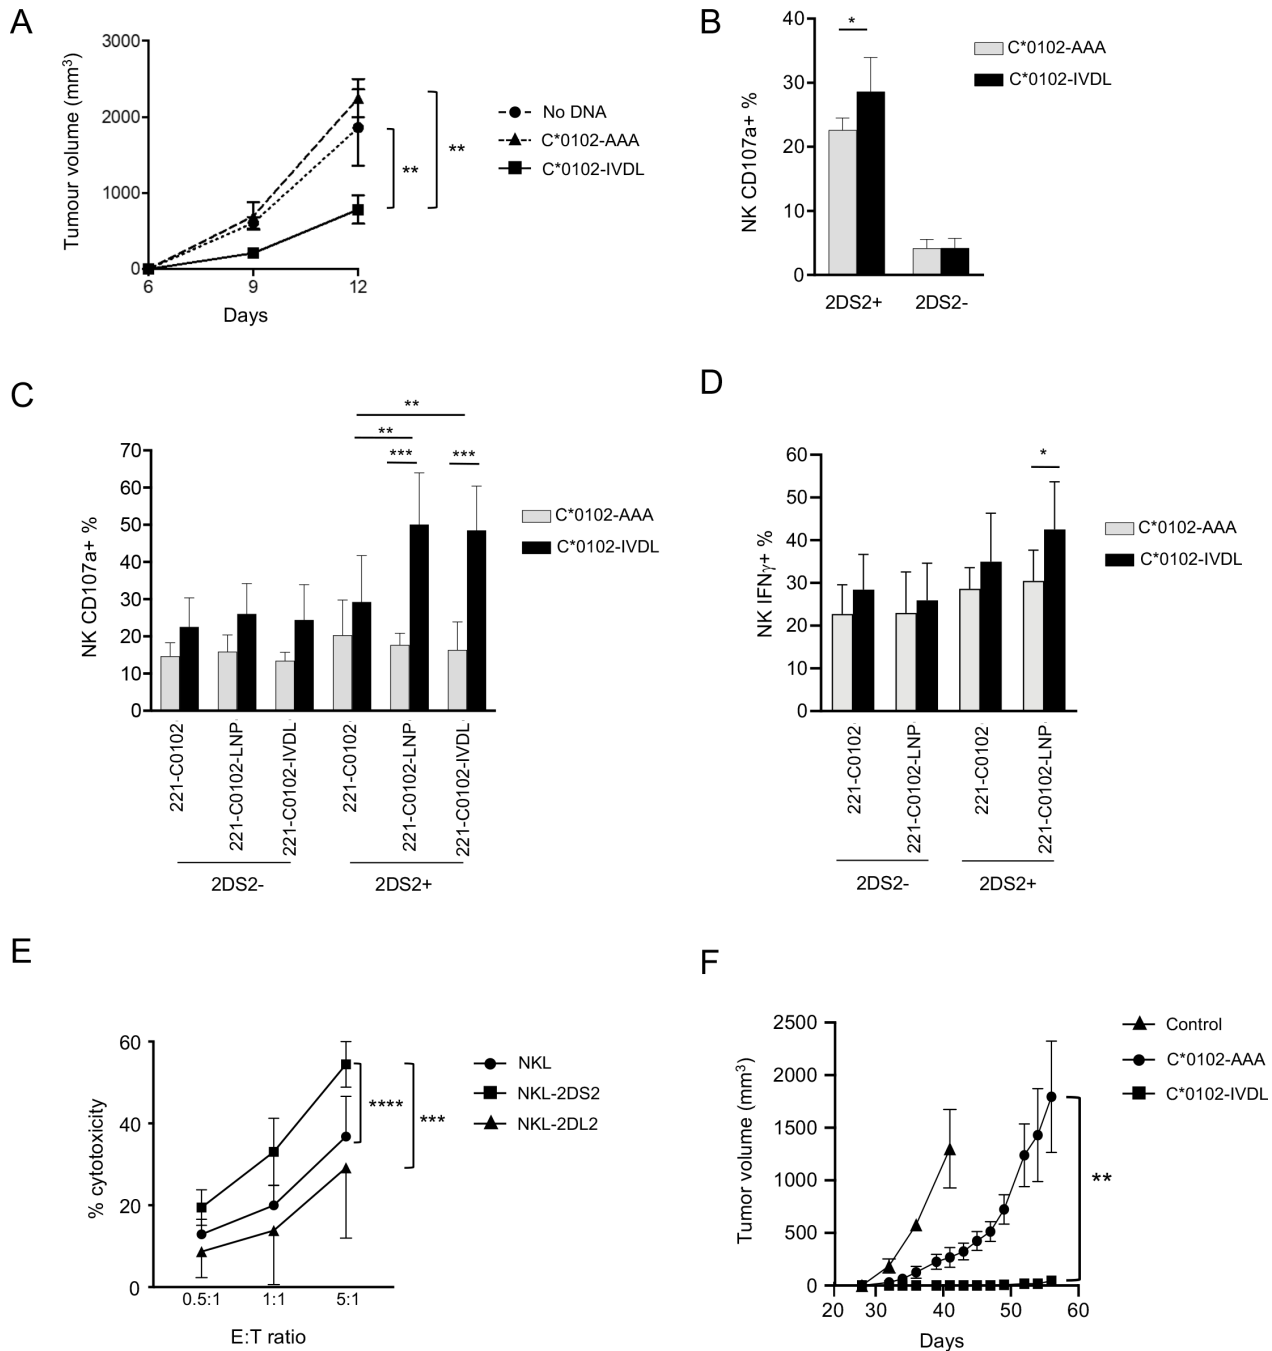 A
Tumour volume (mm³)
3000
2000
1000
0
6
9
12
Days
**
**
No DNA
C*0102-AAA
C*0102-IVDL
B
NK CD107a+ %
40
30
20
10
0
*
2DS2+
2DS2-
C*0102-AAA
C*0102-IVDL
C
NK CD107a+ %
70
60
50
40
30
20
10
0
**
**
***
***
C*0102-AAA
C*0102-IVDL
221-C0102
221-C0102-LNP
221-C0102-IVDL
221-C0102
221-C0102-LNP
221-C0102-IVDL
2DS2-
2DS2+
D
NK IFNγ+ %
60
50
40
30
20
10
0
*
C*0102-AAA
C*0102-IVDL
221-C0102
221-C0102-LNP
221-C0102
221-C0102-LNP
2DS2-
2DS2+
E
% cytotoxicity
60
40
20
0
0.5:1
1:1
5:1
E:T ratio
****
***
NKL
NKL-2DS2
NKL-2DL2
F
Tumor volume (mm³)
2500
2000
1500
1000
500
0
20
30
40
50
60
Days
**
Control
C*0102-AAA
C*0102-IVDL